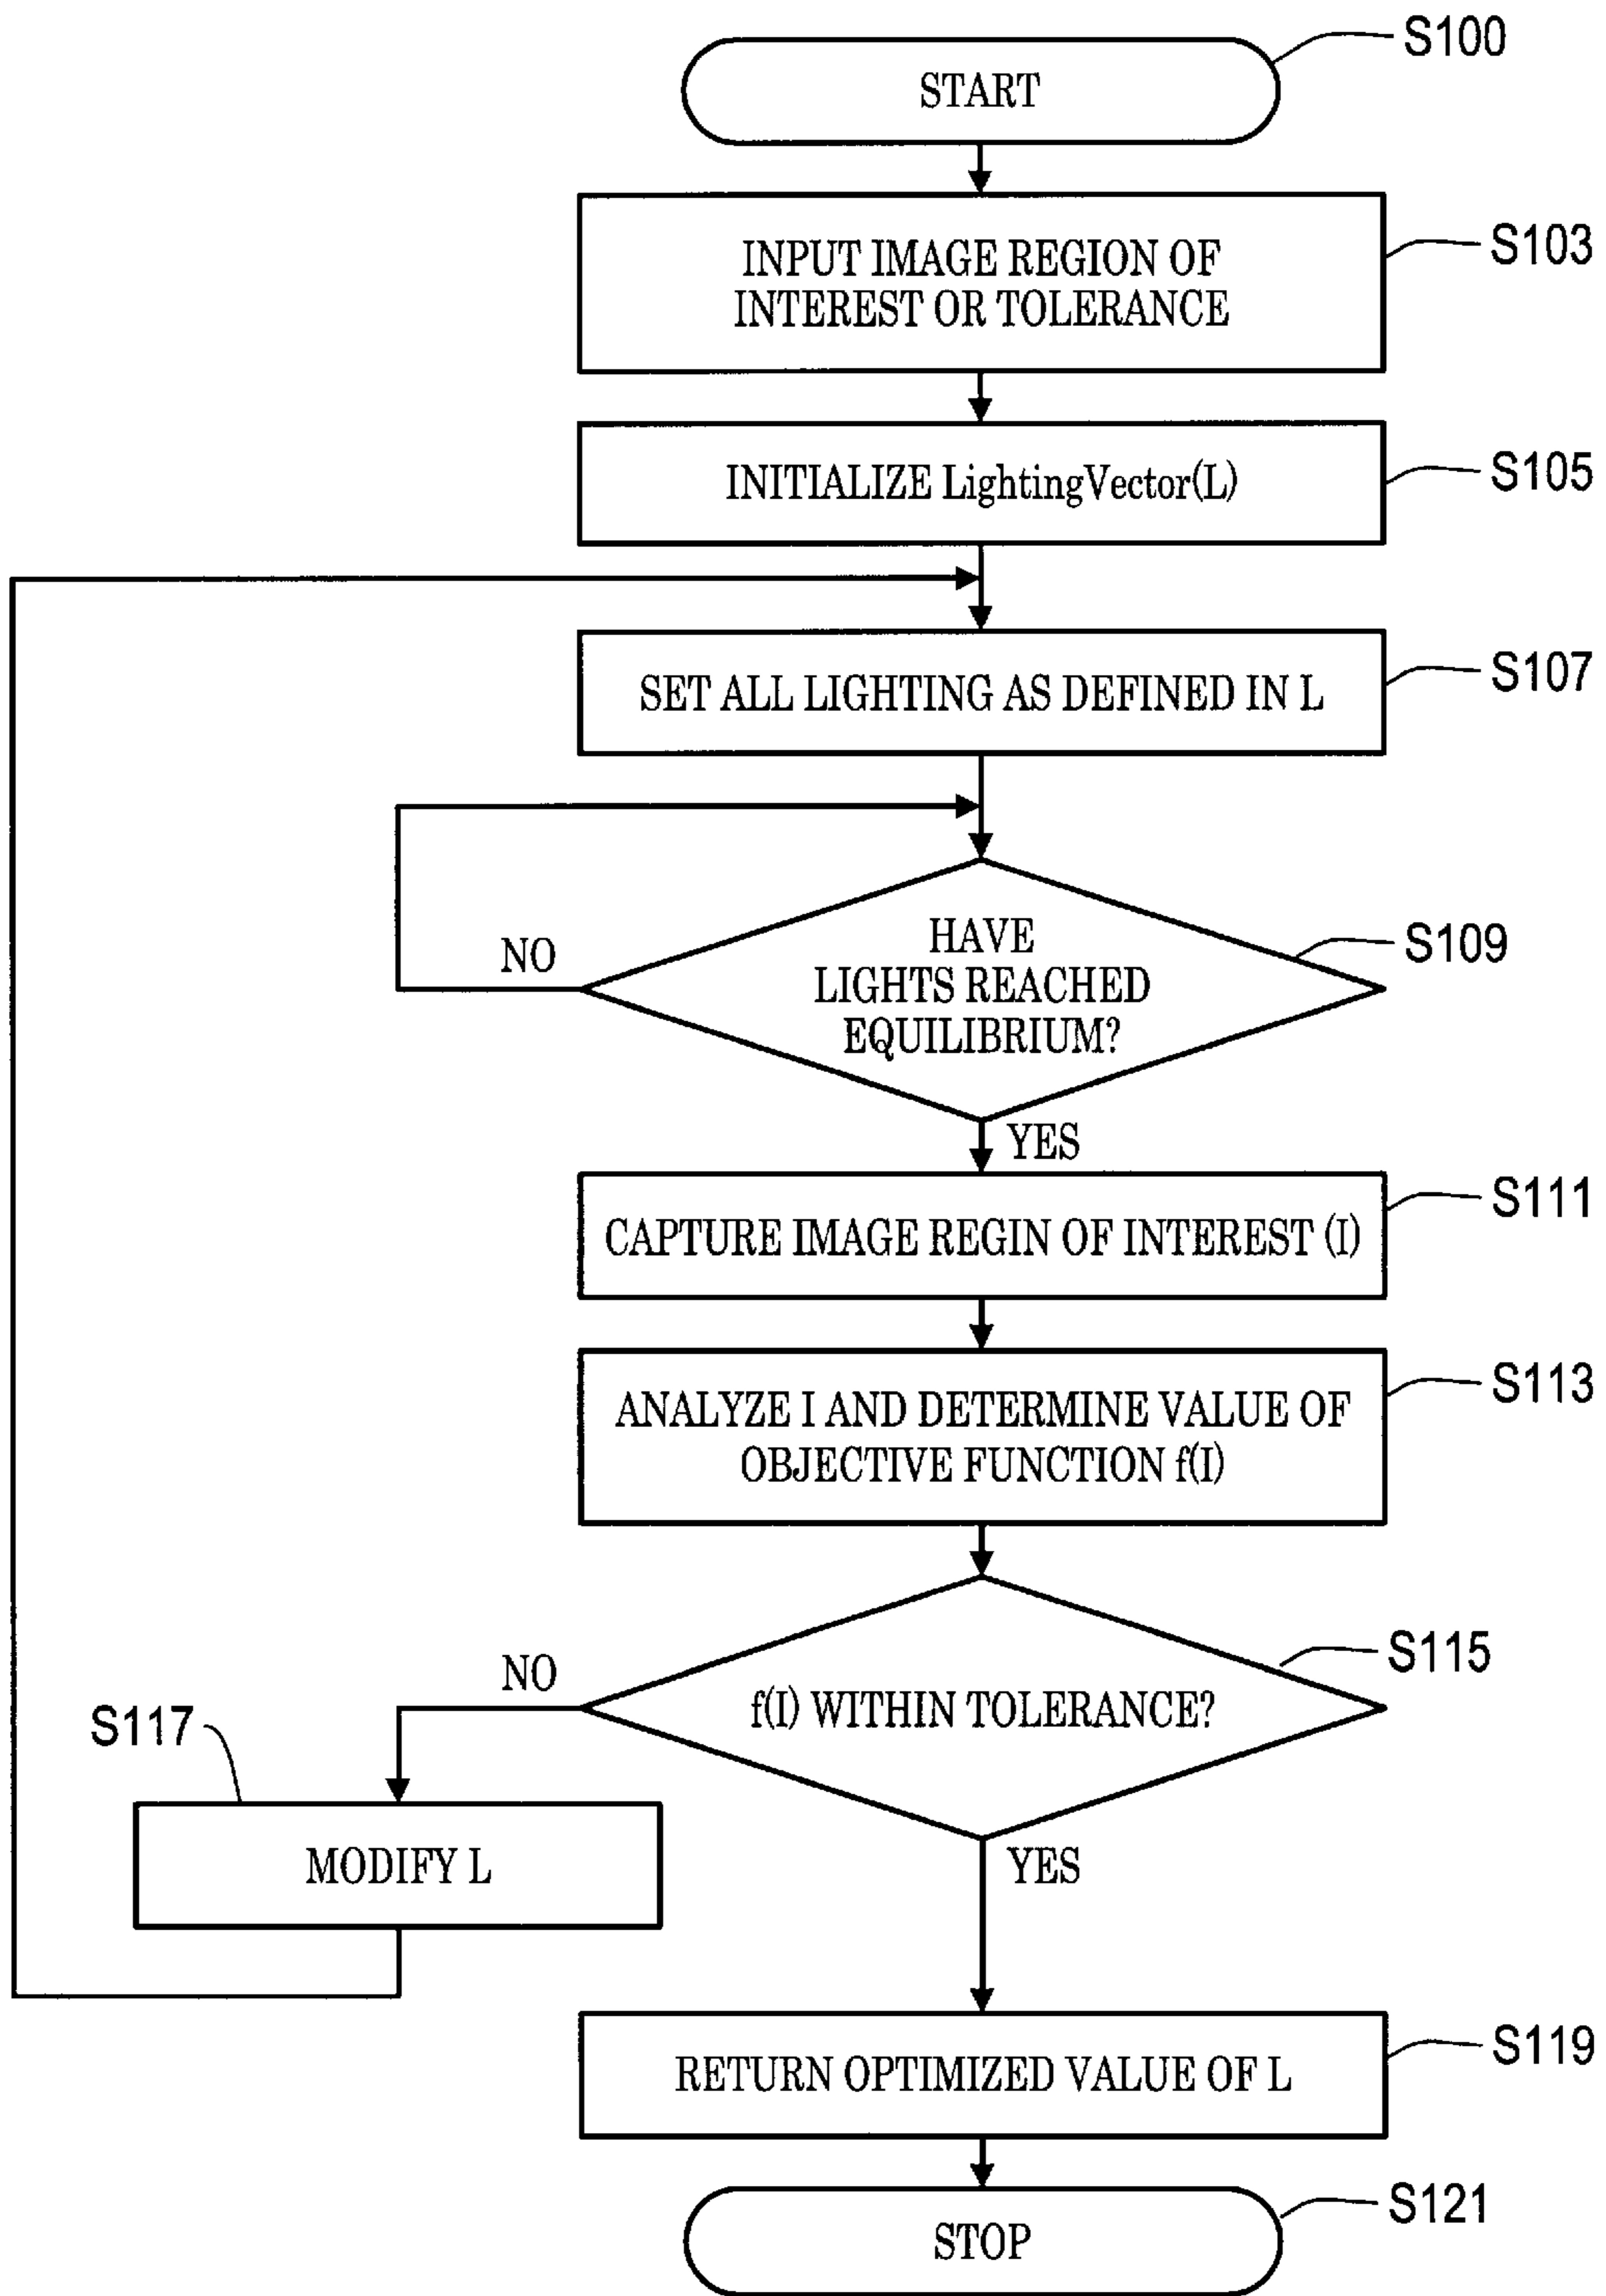 S100
START
S103
INPUT IMAGE REGION OF
INTEREST OR TOLERANCE
S105
INITIALIZE LightingVector(L)
S107
SET ALL LIGHTING AS DEFINED IN L
S109
HAVE
LIGHTS REACHED
EQUILIBRIUM?
NO
YES
S111
CAPTURE IMAGE REGIN OF INTEREST (I)
S113
ANALYZE I AND DETERMINE VALUE OF
OBJECTIVE FUNCTION f(I)
S115
f(I) WITHIN TOLERANCE?
NO
S117
MODIFY L
YES
S119
RETURN OPTIMIZED VALUE OF L
S121
STOP